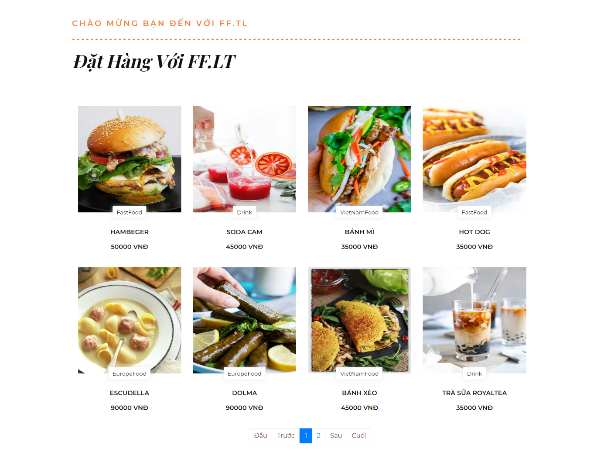 CHÀO MỪNG BẠN ĐẾN VỚI FF.TL
Đặt Hàng Với FF.LT
FastFood
Drink
VietNamFood
FastFood
HAMBEGER
SODA CAM
BÁNH MÌ
HOT DOG
50000 VNĐ
45000 VNĐ
35000 VNĐ
35000 VNĐ
EuropeFood
EuropeFood
VietNamFood
Drink
ESCUDELLA
DOLMA
BÁNH XÈO
TRÀ SỮA ROYALTEA
90000 VNĐ
90000 VNĐ
45000 VNĐ
35000 VNĐ
Đầu Trước 1 2 Sau Cuối